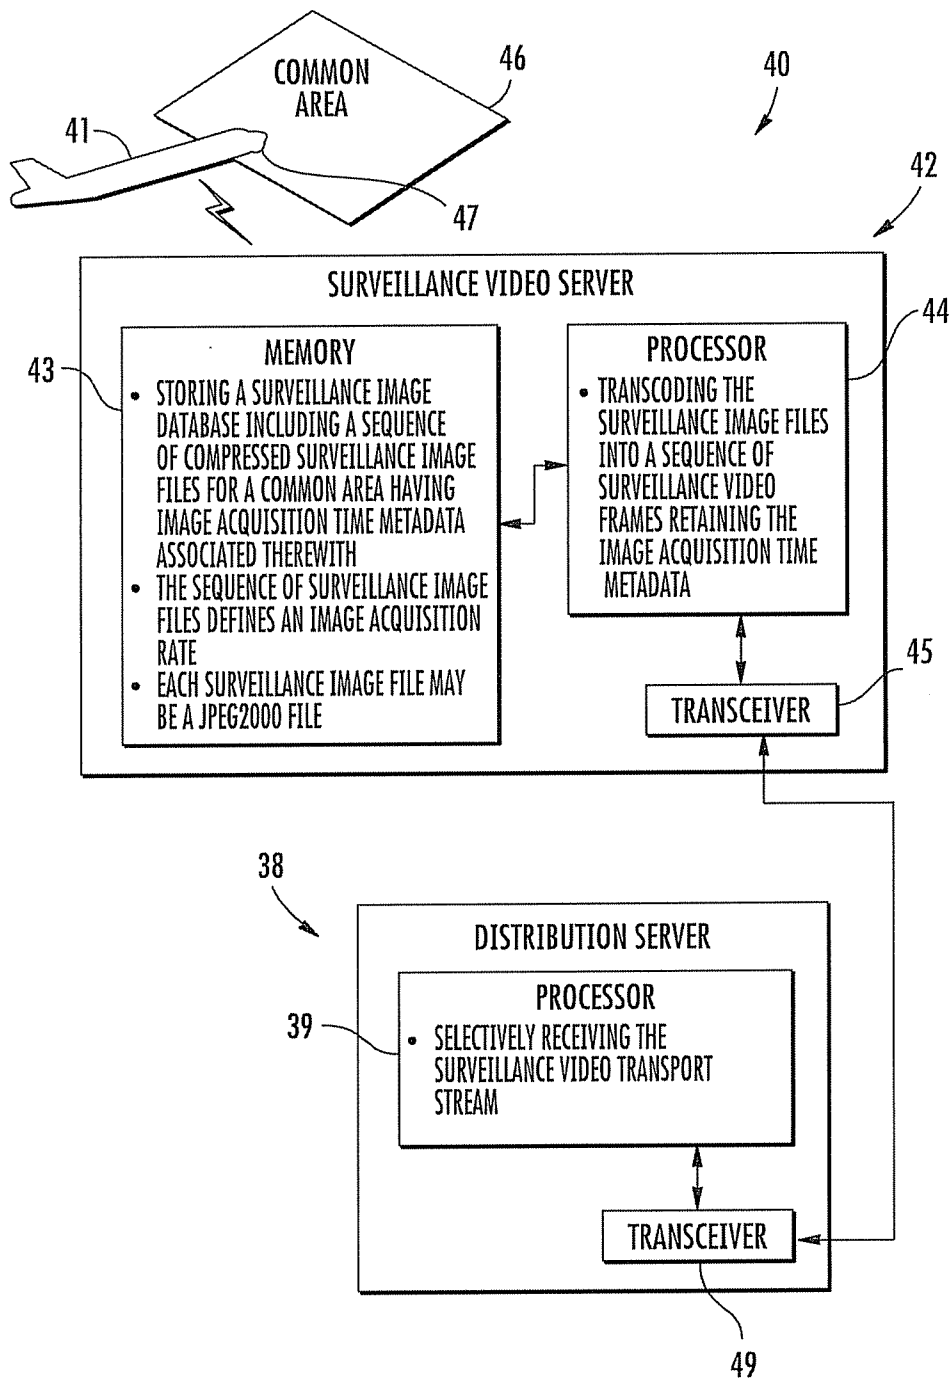 COMMON
AREA
46
40
41
47
42
SURVEILLANCE VIDEO SERVER
43
MEMORY
• STORING A SURVEILLANCE IMAGE
DATABASE INCLUDING A SEQUENCE
OF COMPRESSED SURVEILLANCE IMAGE
FILES FOR A COMMON AREA HAVING
IMAGE ACQUISITION TIME METADATA
ASSOCIATED THEREWITH
• THE SEQUENCE OF SURVEILLANCE IMAGE
FILES DEFINES AN IMAGE ACQUISITION
RATE
• EACH SURVEILLANCE IMAGE FILE MAY
BE A JPEG2000 FILE
44
PROCESSOR
• TRANSCODING THE
SURVEILLANCE IMAGE FILES
INTO A SEQUENCE OF
SURVEILLANCE VIDEO
FRAMES RETAINING THE
IMAGE ACQUISITION TIME
METADATA
45
TRANSCEIVER
38
DISTRIBUTION SERVER
39
PROCESSOR
• SELECTIVELY RECEIVING THE
SURVEILLANCE VIDEO TRANSPORT
STREAM
TRANSCEIVER
49